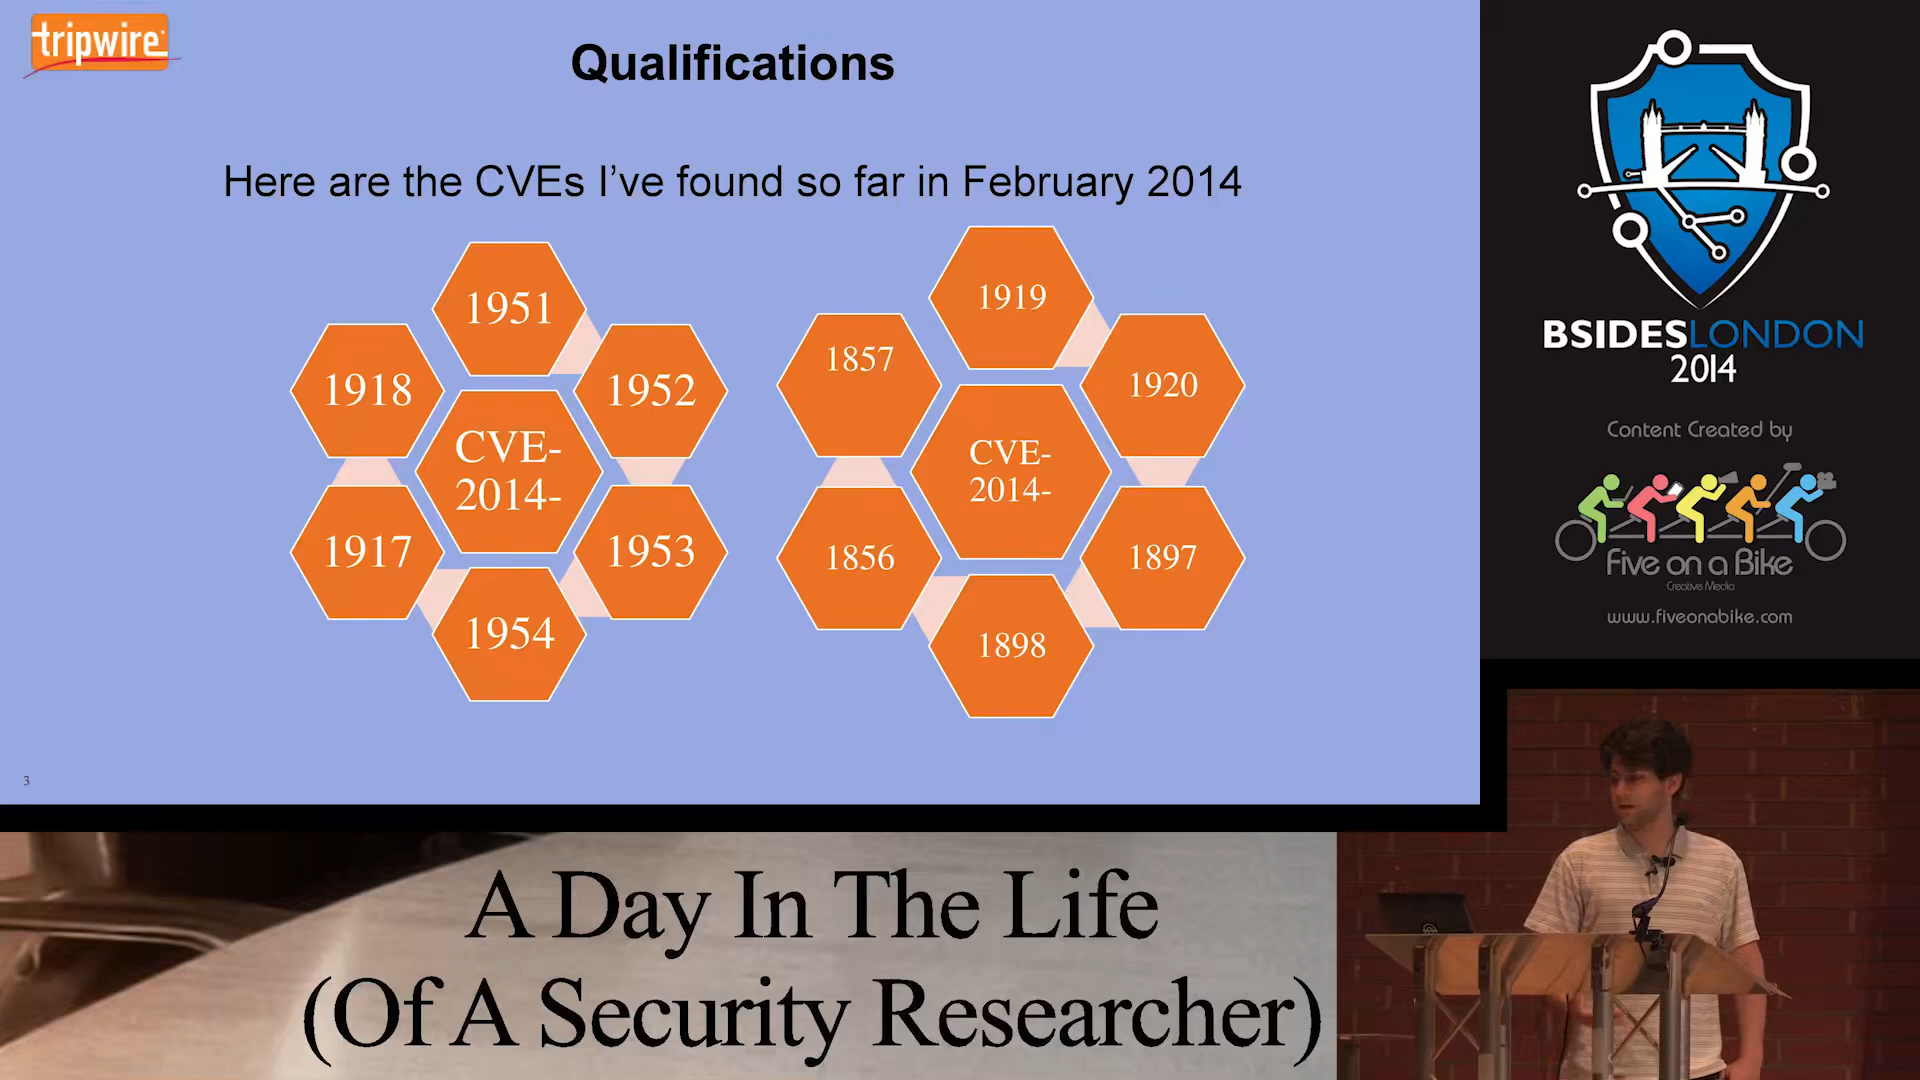 tripwire
Qualifications
Here are the CVEs I've found so far in February 2014
1951
1918
1952
CVE-
2014-
1917
1953
1954
1919
1857
1920
CVE-
2014-
1856
1897
1898
3
BSIDESLONDON
2014
Content Created by
Five on a Bike
Creative Media
www.fiveonabike.com
A Day In The Life
(Of A Security Researcher)